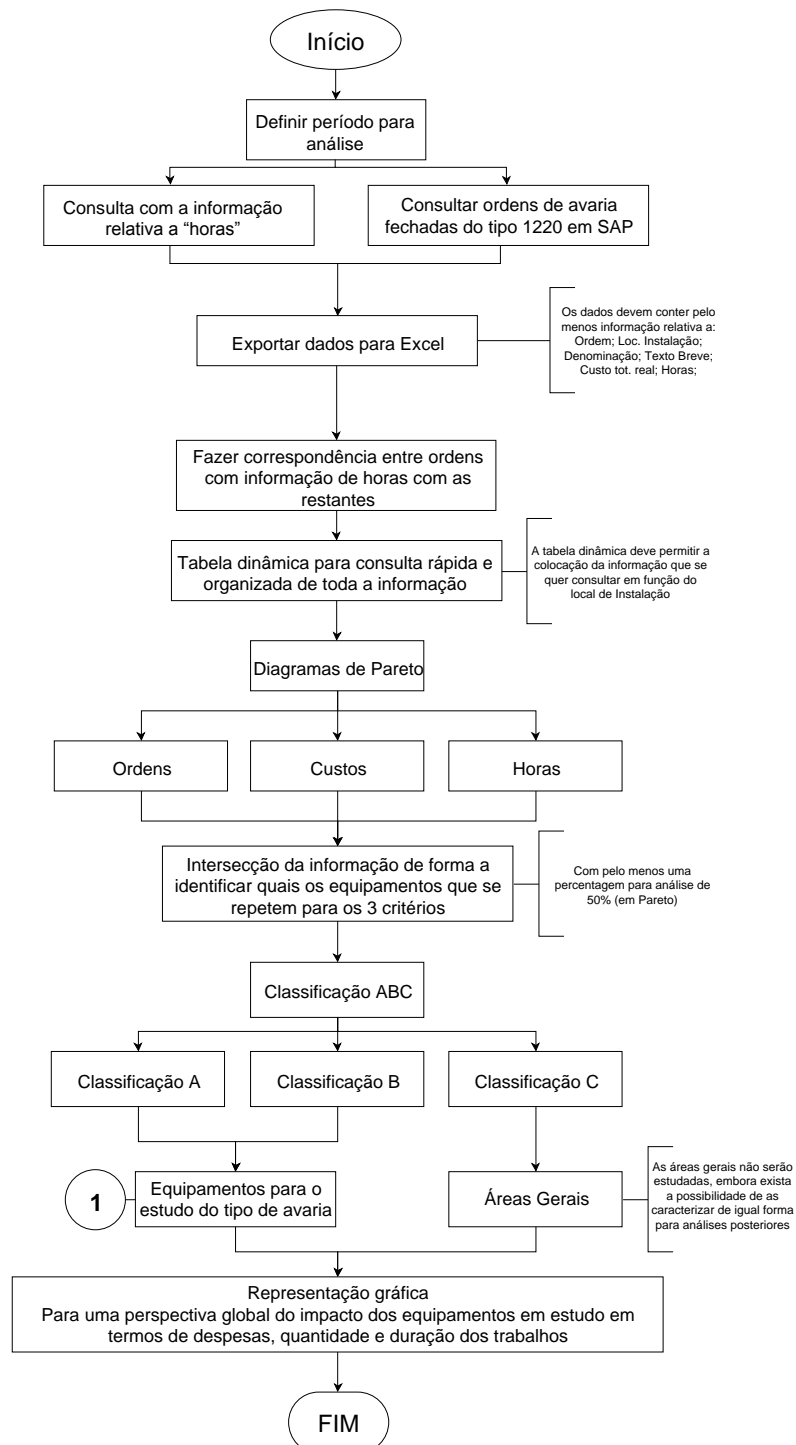 Início
Definir período para
análise
Consulta com a informação
relativa a “horas”
Consultar ordens de avaria
fechadas do tipo 1220 em SAP
Exportar dados para Excel
Os dados devem conter pelo
menos informação relativa a:
Ordem; Loc. Instalação;
Denominação; Texto Breve;
Custo tot. real; Horas;
Fazer correspondência entre ordens
com informação de horas com as
restantes
Tabela dinâmica para consulta rápida e
organizada de toda a informação
A tabela dinâmica deve permitir a
colocação da informação que se
quer consultar em função do
local de Instalação
Diagramas de Pareto
Ordens
Custos
Horas
Intersecção da informação de forma a
identificar quais os equipamentos que se
repetem para os 3 critérios
Com pelo menos uma
percentagem para análise de
50% (em Pareto)
Classificação ABC
Classificação A
Classificação B
Classificação C
1
Equipamentos para o
estudo do tipo de avaria
Áreas Gerais
As áreas gerais não serão
estudadas, embora exista
a possibilidade de as
caracterizar de igual forma
para análises posteriores
Representação gráfica
Para uma perspectiva global do impacto dos equipamentos em estudo em
termos de despesas, quantidade e duração dos trabalhos
FIM